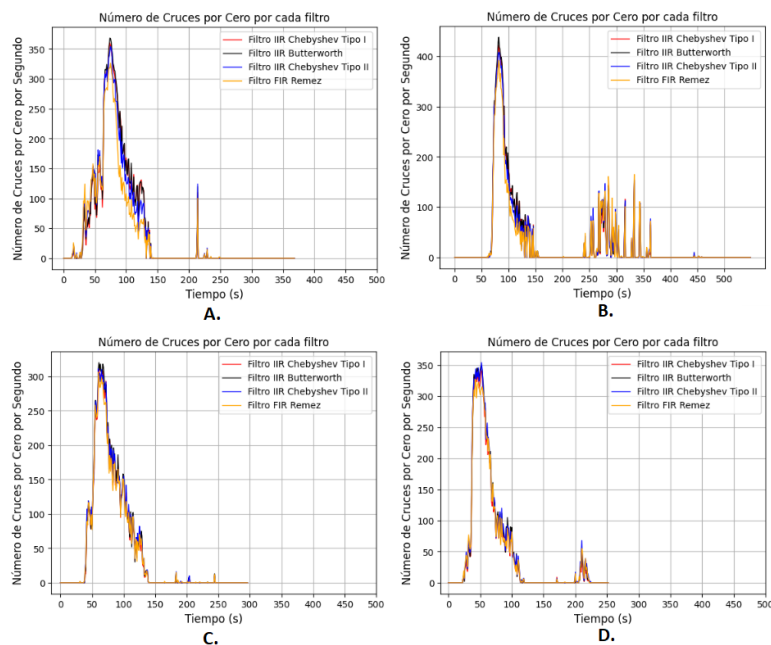 Número de Cruces por Cero por cada filtro
Número de Cruces por Cero por Segundo
350
300
250
200
150
100
50
0
Filtro IIR Chebyshev Tipo I
Filtro IIR Butterworth
Filtro IIR Chebyshev Tipo II
Filtro FIR Remez
0 50 100 150 200 250 300 350 400 450 500
Tiempo (s)
A.
Número de Cruces por Cero por cada filtro
Número de Cruces por Cero por Segundo
400
300
200
100
0
Filtro IIR Chebyshev Tipo I
Filtro IIR Butterworth
Filtro IIR Chebyshev Tipo II
Filtro FIR Remez
0 50 100 150 200 250 300 350 400 450 500
Tiempo (s)
B.
Número de Cruces por Cero por cada filtro
Número de Cruces por Cero por Segundo
300
250
200
150
100
50
0
Filtro IIR Chebyshev Tipo I
Filtro IIR Butterworth
Filtro IIR Chebyshev Tipo II
Filtro FIR Remez
0 50 100 150 200 250 300 350 400 450 500
Tiempo (s)
C.
Número de Cruces por Cero por cada filtro
Número de Cruces por Cero por Segundo
350
300
250
200
150
100
50
0
Filtro IIR Chebyshev Tipo I
Filtro IIR Butterworth
Filtro IIR Chebyshev Tipo II
Filtro FIR Remez
0 50 100 150 200 250 300 350 400 450 500
Tiempo (s)
D.